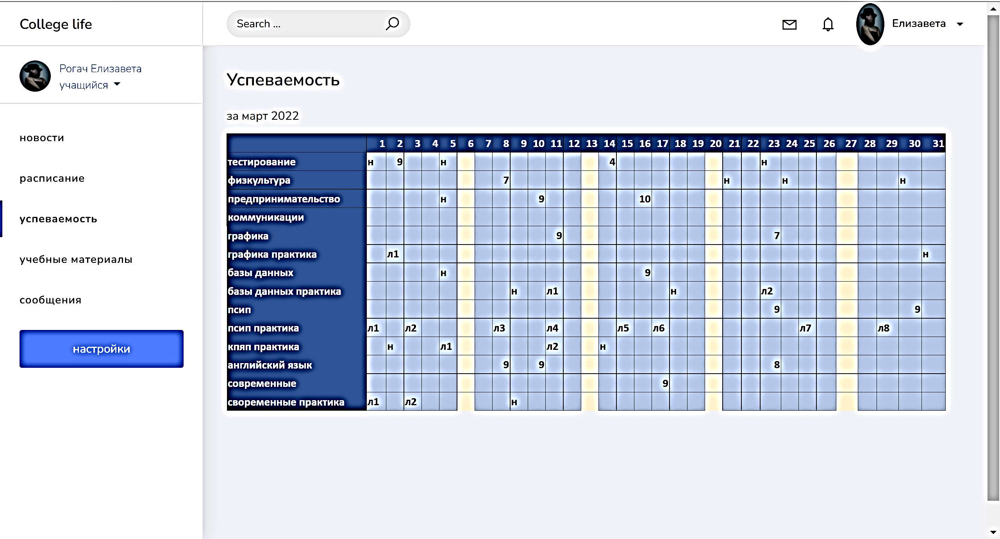 College life
Search ...
Елизавета
Рогач Елизавета
учащийся
новости
расписание
успеваемость
учебные материалы
сообщения
настройки
Успеваемость
за март 2022
1 2 3 4 5 6 7 8 9 10 11 12 13 14 15 16 17 18 19 20 21 22 23 24 25 26 27 28 29 30 31
тестирование н 9 н 4 н
физкультура 7 н н н
предпринимательство н 9 10
коммуникации
графика 9 7
графика практика л1 н
базы данных н 9
базы данных практика н л1 н л2
псип 9 9
псип практика л1 л2 л3 л4 л5 л6 л7 л8
кпяп практика н л1 л2 н
английский язык 9 9 8
современные 9
своременные практика л1 л2 н